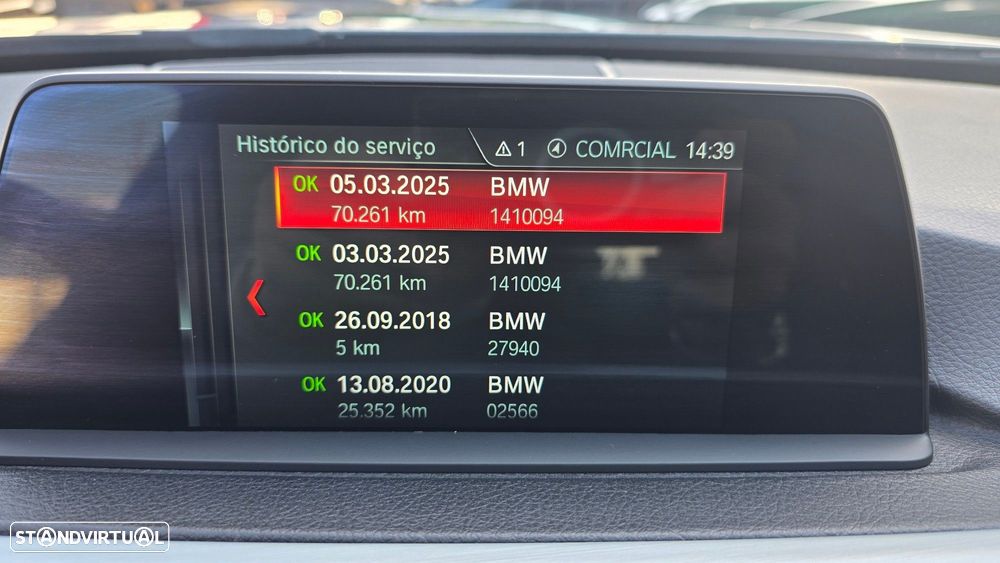 Histórico do serviço 1 COMRCIAL 14:39
OK 05.03.2025 BMW
70.261 km 1410094
OK 03.03.2025 BMW
70.261 km 1410094
OK 26.09.2018 BMW
5 km 27940
OK 13.08.2020 BMW
25.352 km 02566
STANDVIRTUAL